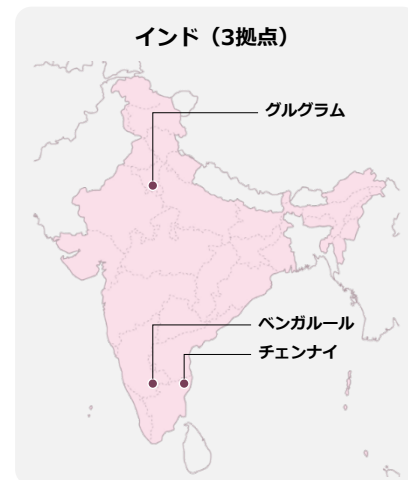 インド（3拠点）
グルグラム
ベンガルール
チェンナイ